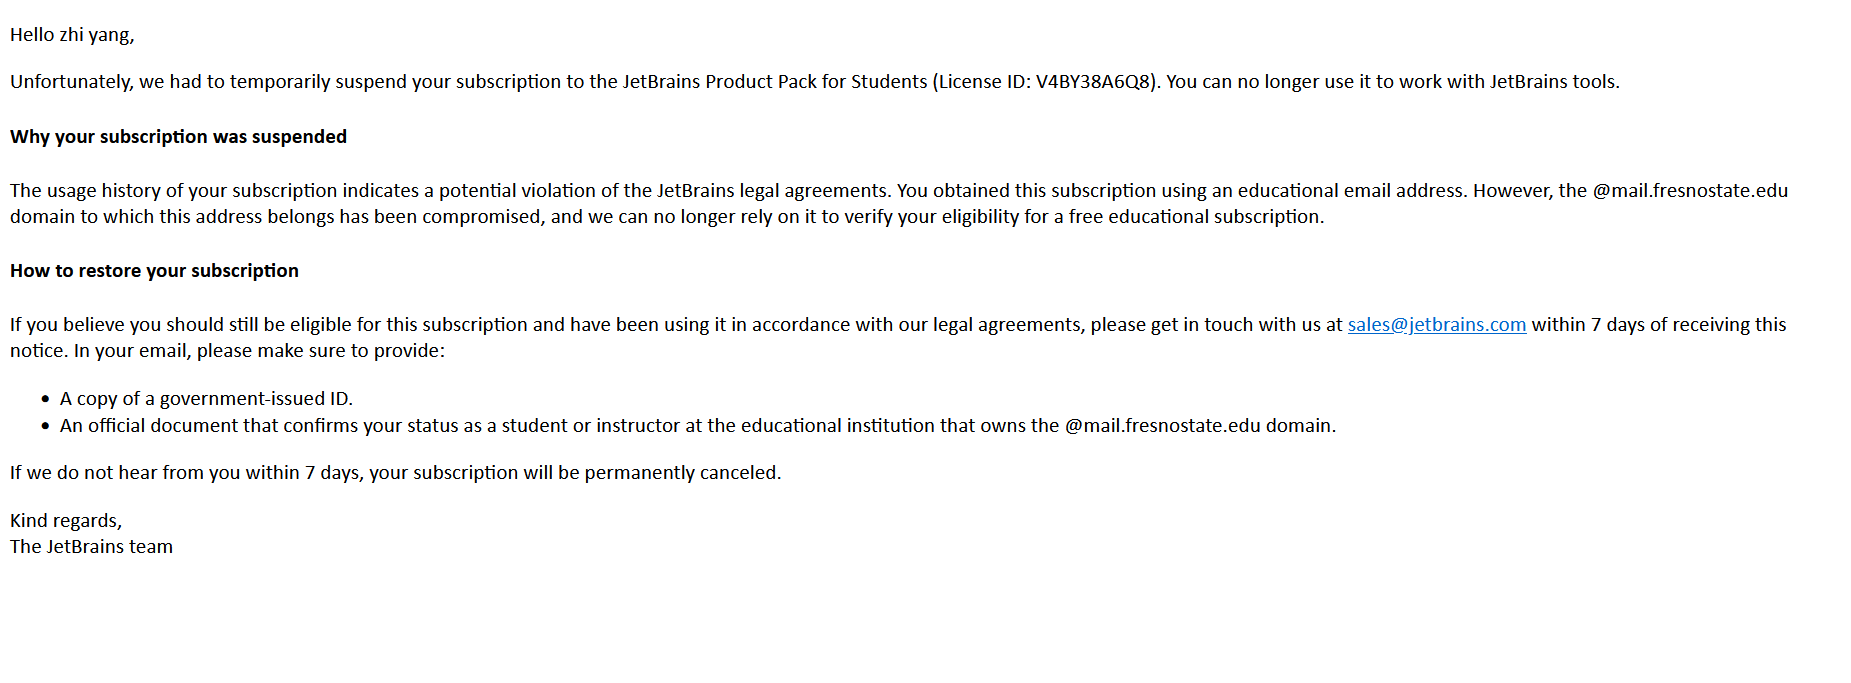 Hello zhi yang,
Unfortunately, we had to temporarily suspend your subscription to the JetBrains Product Pack for Students (License ID: V4BY38A6Q8). You can no longer use it to work with JetBrains tools.
Why your subscription was suspended
The usage history of your subscription indicates a potential violation of the JetBrains legal agreements. You obtained this subscription using an educational email address. However, the @mail.fresnostate.edu
domain to which this address belongs has been compromised, and we can no longer rely on it to verify your eligibility for a free educational subscription.
How to restore your subscription
If you believe you should still be eligible for this subscription and have been using it in accordance with our legal agreements, please get in touch with us at sales@jetbrains.com within 7 days of receiving this
notice. In your email, please make sure to provide:
• A copy of a government-issued ID.
• An official document that confirms your status as a student or instructor at the educational institution that owns the @mail.fresnostate.edu domain.
If we do not hear from you within 7 days, your subscription will be permanently canceled.
Kind regards,
The JetBrains team